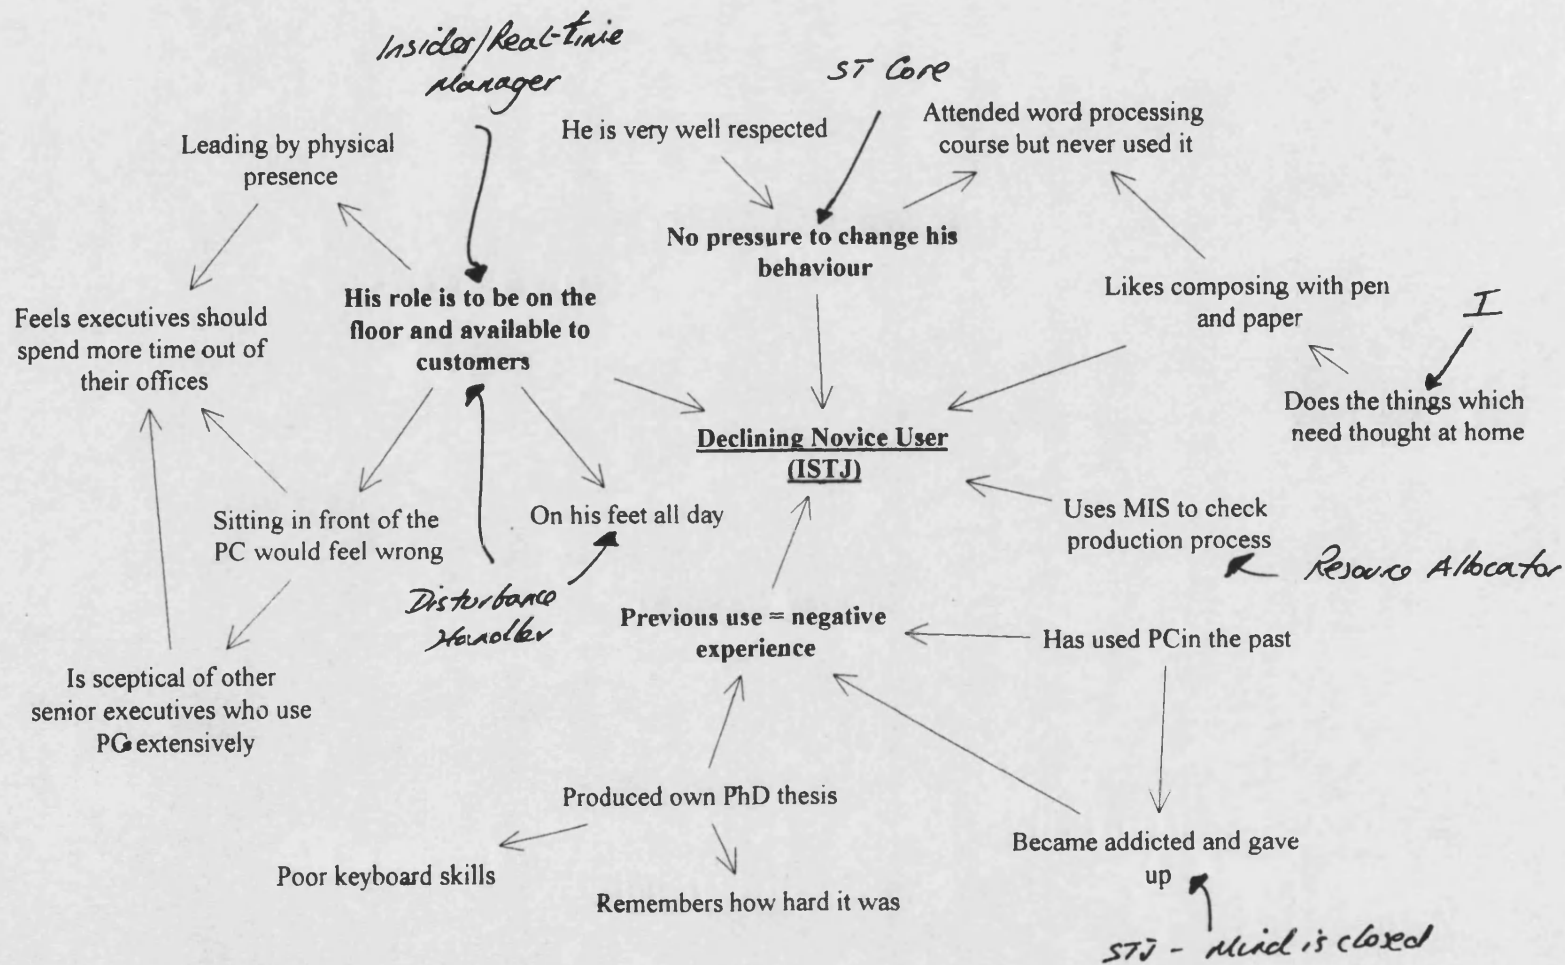 Insider/Real-time
Manager
ST Core
He is very well respected
Attended word processing
course but never used it
Leading by physical
presence
No pressure to change his
behaviour
His role is to be on the
floor and available to
customers
Likes composing with pen
and paper
I
Feels executives should
spend more time out of
their offices
Does the things which
need thought at home
Declining Novice User
(ISTJ)
Sitting in front of the
PC would feel wrong
On his feet all day
Uses MIS to check
production process
Resource Allocator
Disturbance
Handler
Previous use = negative
experience
Has used PCin the past
Is sceptical of other
senior executives who use
PC extensively
Produced own PhD thesis
Became addicted and gave
up
Poor keyboard skills
Remembers how hard it was
STJ - Mind is closed